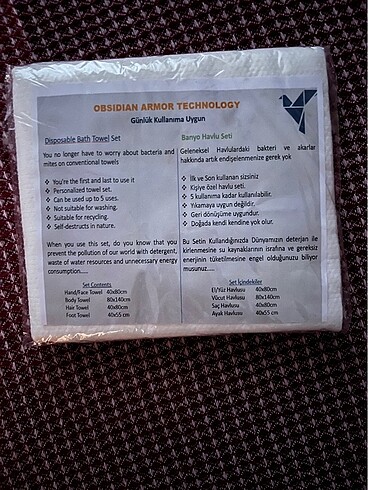 OBSIDIAN ARMOR TECHNOLOGY
Günlük Kullanıma Uygun
Disposable Bath Towel Set
You no longer have to worry about bacteria and
mites on conventional towels
You're the first and last to use it
Personalized towel set.
Can be used up to 5 uses.
Not suitable for washing.
Suitable for recycling.
Self-destructs in nature.
When you use this set, do you know that you
prevent the pollution of our world with detergent,
waste of water resources and unnecessary energy
consumption.....
Set Contents
Hand/Face Towel 40x80cm
Body Towel 80x140cm
Hair Towel 40x80cm
Foot Towel 40x55 cm
Banyo Havlu Seti
Geleneksel Havlulardaki bakteri ve akarlar
hakkında artık endişelenmenize gerek yok
İlk ve Son kullanan sizsiniz
Kişiye özel havlu seti.
5 kullanıma kadar kullanılabilir.
Yıkamaya uygun değildir.
Geri dönüşüme uygundur.
Doğada kendi kendine yok olur.
Bu Setin Kullandığınızda Dünyamızın deterjan ile
kirlenmesine su kaynaklarının israfına ve gereksiz
enerjinin tüketilmesine engel olduğunuzu biliyor
musunuz....
Set İçindekiler
El/Yüz Havlusu 40x80cm
Vücut Havlusu 80x140cm
Saç Havlusu 40x80cm
Ayak Havlusu 40x55 cm